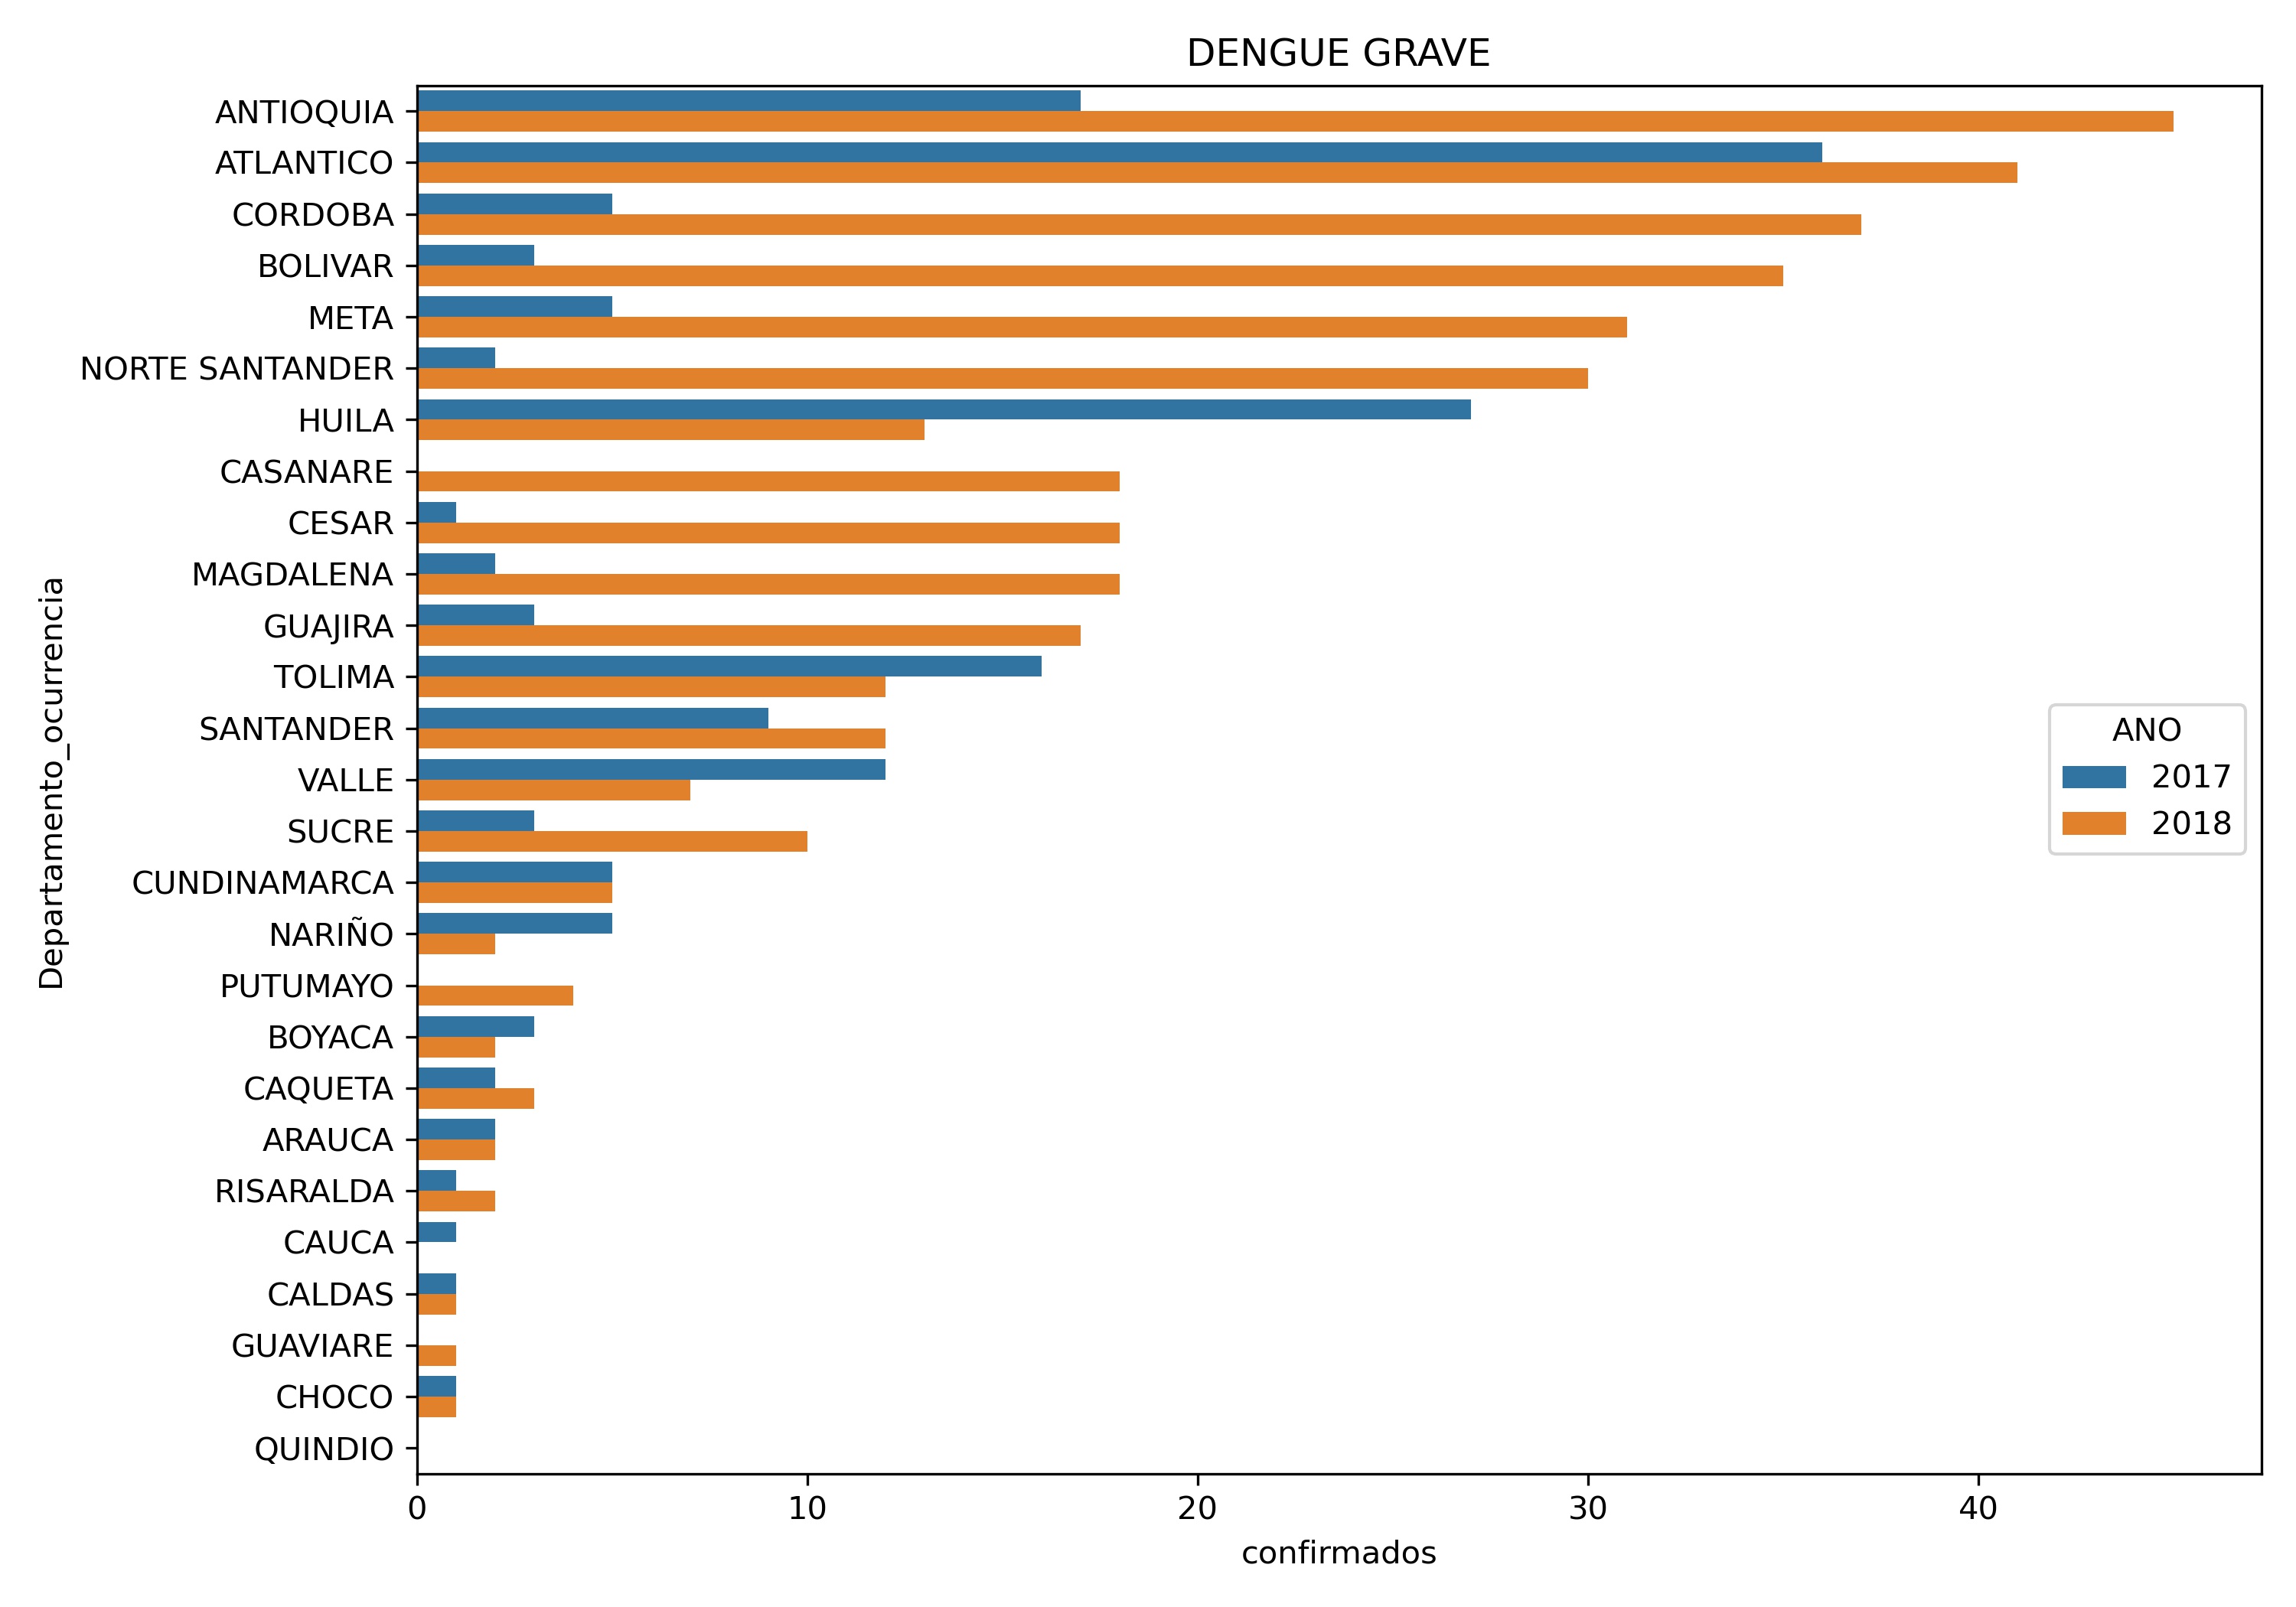 DENGUE GRAVE
ANTIOQUIA
ATLANTICO
CORDOBA
BOLIVAR
META
NORTE SANTANDER
HUILA
CASANARE
CESAR
MAGDALENA
GUAJIRA
TOLIMA
SANTANDER
VALLE
SUCRE
CUNDINAMARCA
NARIÑO
PUTUMAYO
BOYACA
CAQUETA
ARAUCA
RISARALDA
CAUCA
CALDAS
GUAVIARE
CHOCO
QUINDIO
Departamento_ocurrencia
ANO
2017
2018
0 10 20 30 40
confirmados